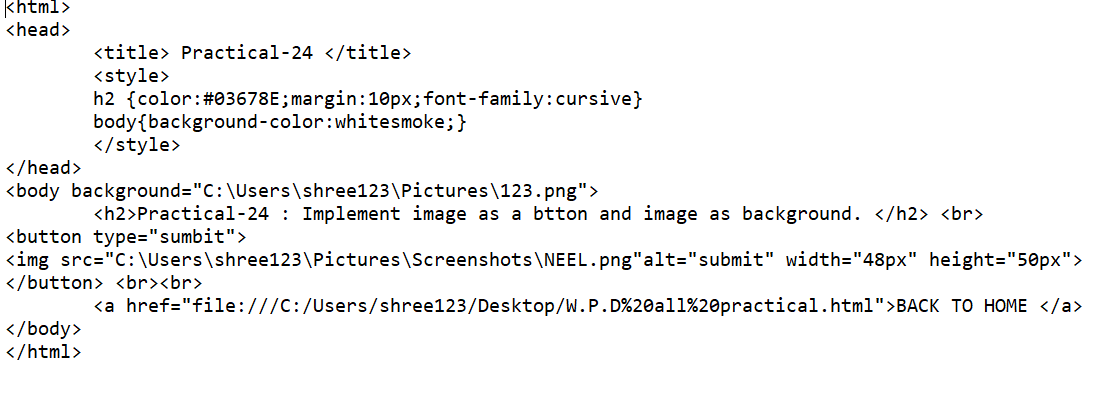 <html>
<head>
<title> Practical-24 </title>
<style>
h2 {color:#03678E;margin:10px;font-family:cursive}
body{background-color:whitesmoke;}
</style>
</head>
<body background="C:\Users\shree123\Pictures\123.png">
<h2>Practical-24 : Implement image as a btton and image as background. </h2> <br>
<button type="sumbit">
<img src="C:\Users\shree123\Pictures\Screenshots\NEEL.png"alt="submit" width="48px" height="50px">
</button> <br><br>
<a href="file:///C:/Users/shree123/Desktop/W.P.D%20all%20practical.html">BACK TO HOME </a>
</body>
</html>